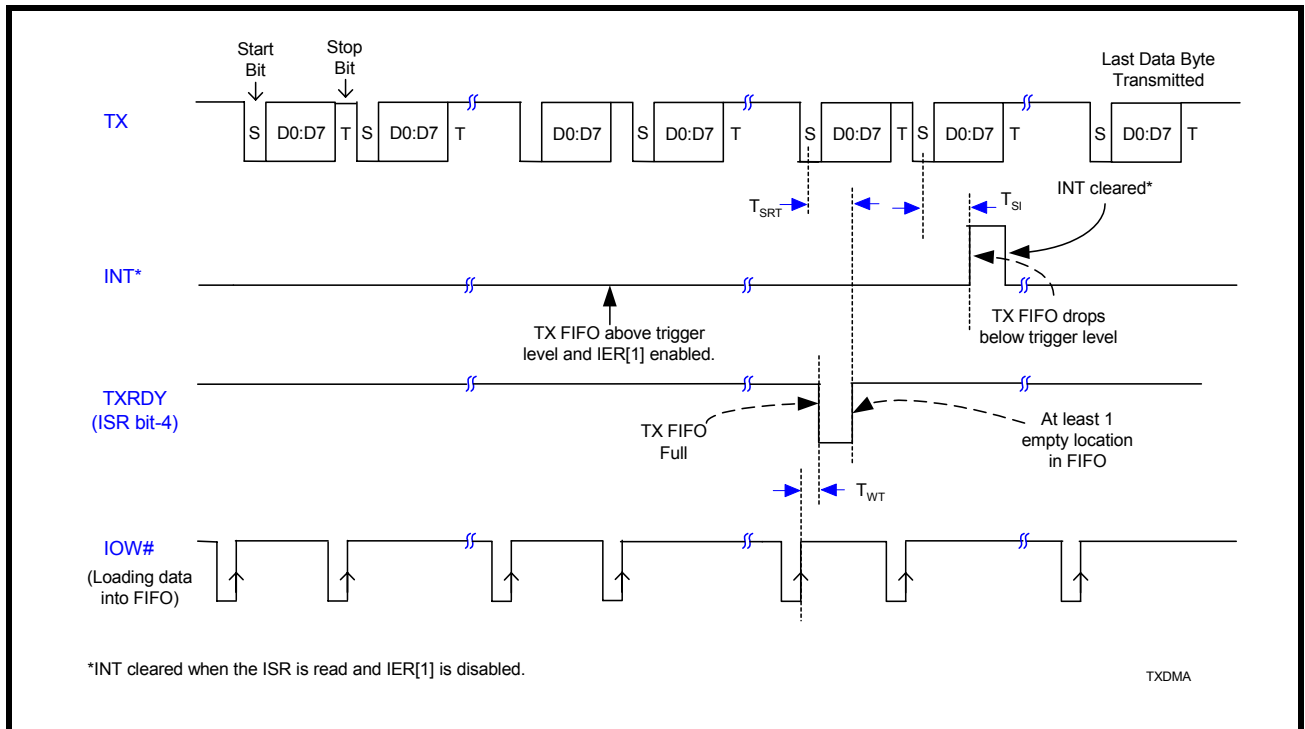 Start
Bit
Stop
Bit
Last Data Byte
Transmitted
TX
S D0:D7 T S D0:D7 T D0:D7 S D0:D7 T S D0:D7 T S D0:D7 T S D0:D7 T
TSRT
TSI
INT cleared*
INT*
TX FIFO above trigger
level and IER[1] enabled.
TX FIFO drops
below trigger level
TXRDY
(ISR bit-4)
TX FIFO
Full
At least 1
empty location
in FIFO
TWT
IOW#
(Loading data
into FIFO)
*INT cleared when the ISR is read and IER[1] is disabled.
TXDMA